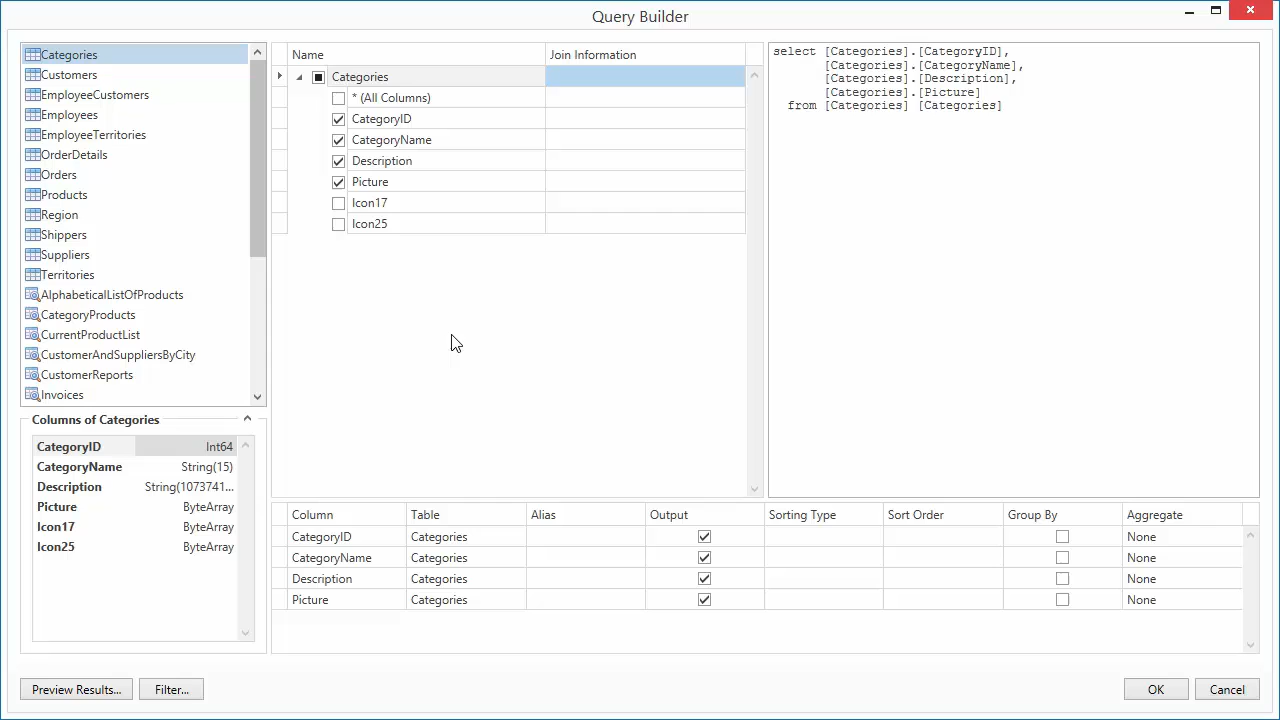 Query Builder
Categories
Customers
EmployeeCustomers
Employees
EmployeeTerritories
OrderDetails
Orders
Products
Region
Shippers
Suppliers
Territories
AlphabeticalListOfProducts
CategoryProducts
CurrentProductList
CustomerAndSuppliersByCity
CustomerReports
Invoices
Columns of Categories
CategoryID Int64
CategoryName String(15)
Description String(1073741...
Picture ByteArray
Icon17 ByteArray
Icon25 ByteArray
Name Join Information
Categories
* (All Columns)
CategoryID
CategoryName
Description
Picture
Icon17
Icon25
select [Categories].[CategoryID],
[Categories].[CategoryName],
[Categories].[Description],
[Categories].[Picture]
from [Categories] [Categories]
Column Table Alias Output Sorting Type Sort Order Group By Aggregate
CategoryID Categories None
CategoryName Categories None
Description Categories None
Picture Categories None
Preview Results... Filter... OK Cancel